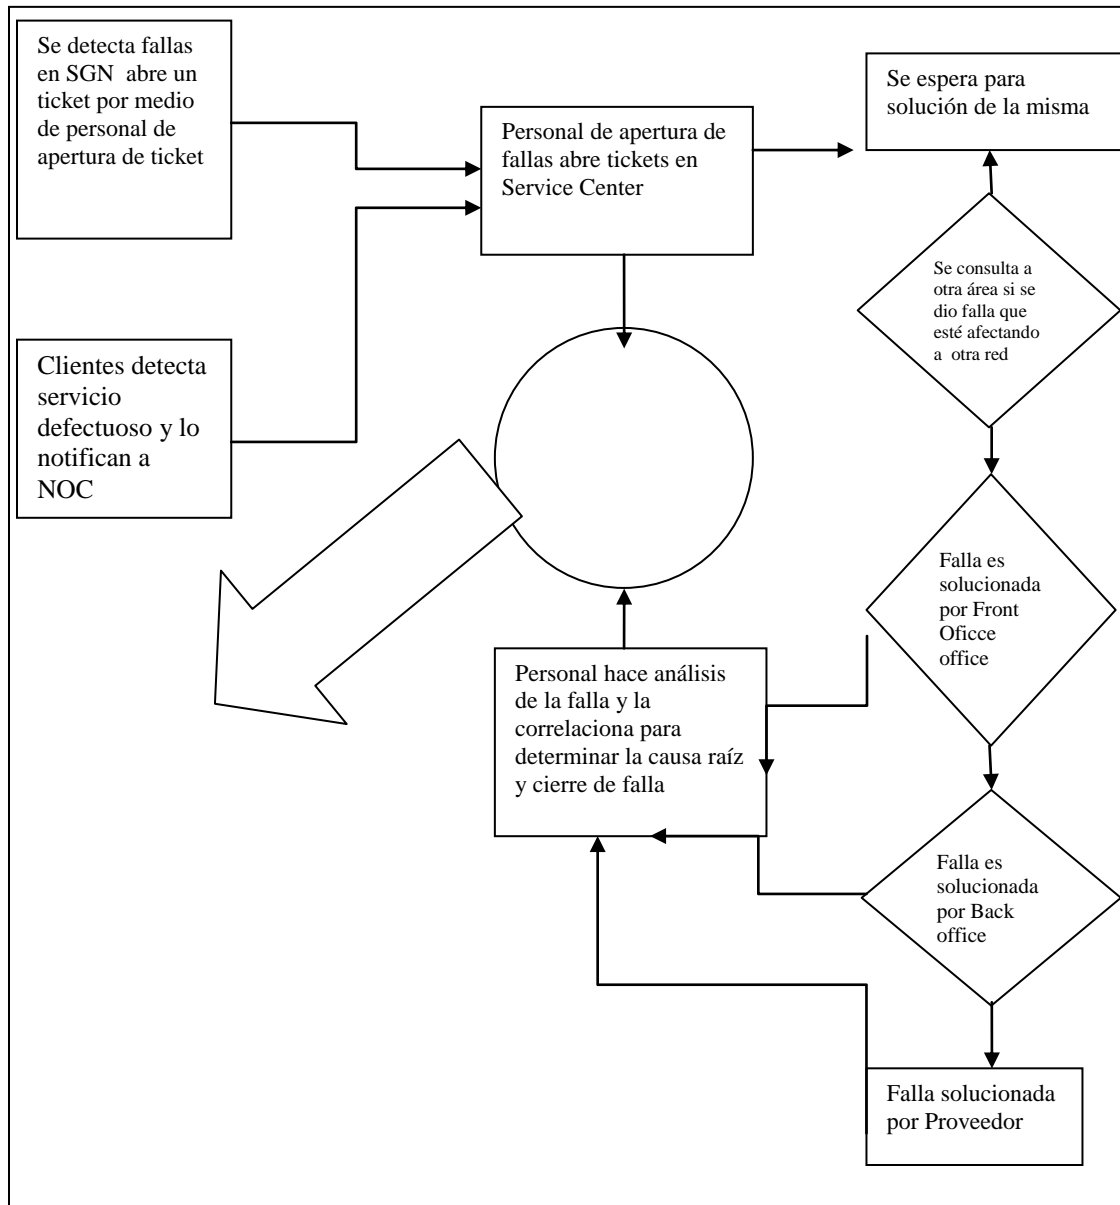 Se detecta fallas
en SGN  abre un
ticket por medio
de personal de
apertura de ticket
Personal de apertura de
fallas abre tickets en
Service Center
Se espera para
solución de la misma
Se consulta a
otra área si se
dio falla que
esté afectando
a  otra red
Clientes detecta
servicio
defectuoso y lo
notifican a
NOC
Falla es
solucionada
por Front
Oficce
office
Personal hace análisis
de la falla y la
correlaciona para
determinar la causa raíz
y cierre de falla
Falla es
solucionada
por Back
office
Falla solucionada
por Proveedor